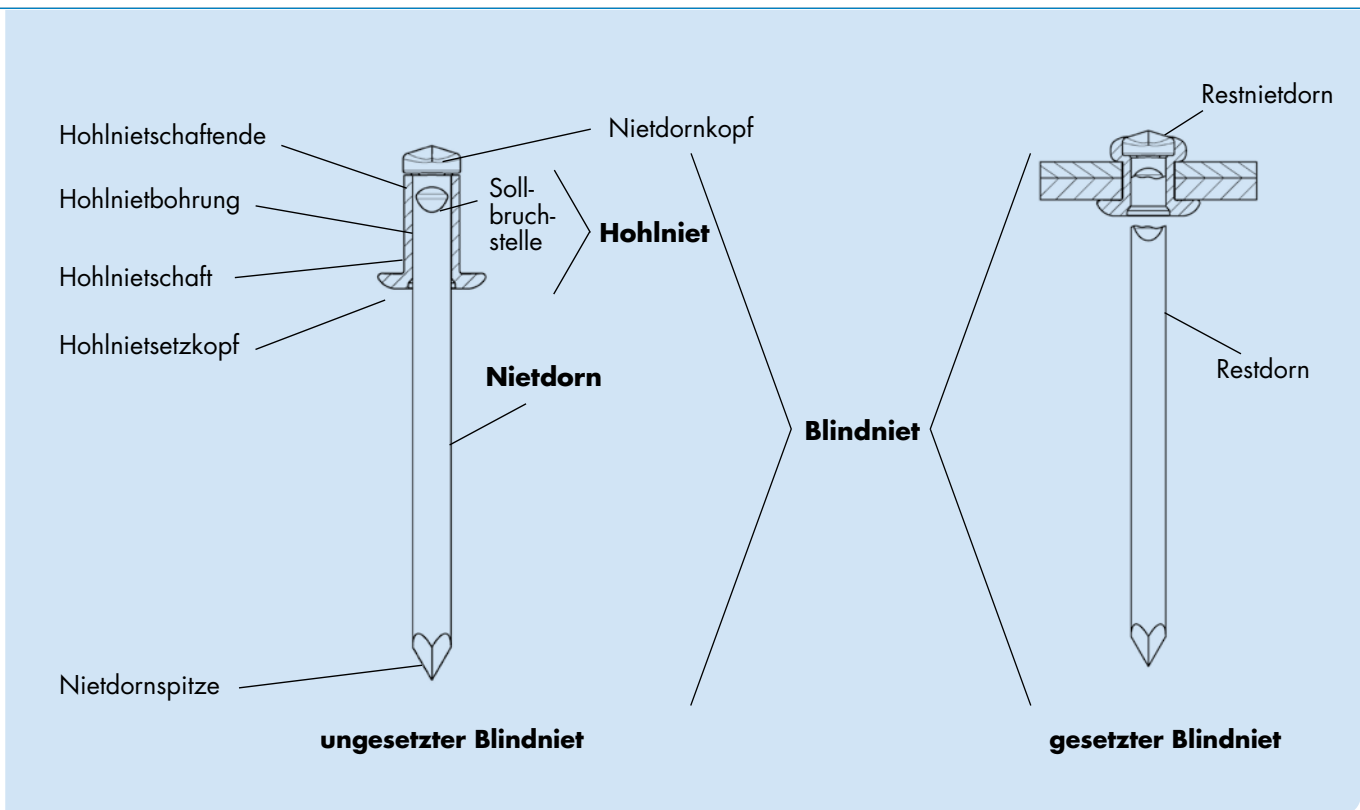 Hohlnietschaftende
Hohlnietbohrung
Hohlnietschaft
Hohlnietsetzkopf
Nietdornspitze
Nietdornkopf
Soll-
bruch-
stelle
Hohlniet
Nietdorn
ungesetzter Blindniet
Blindniet
Restnietdorn
Restdorn
gesetzter Blindniet